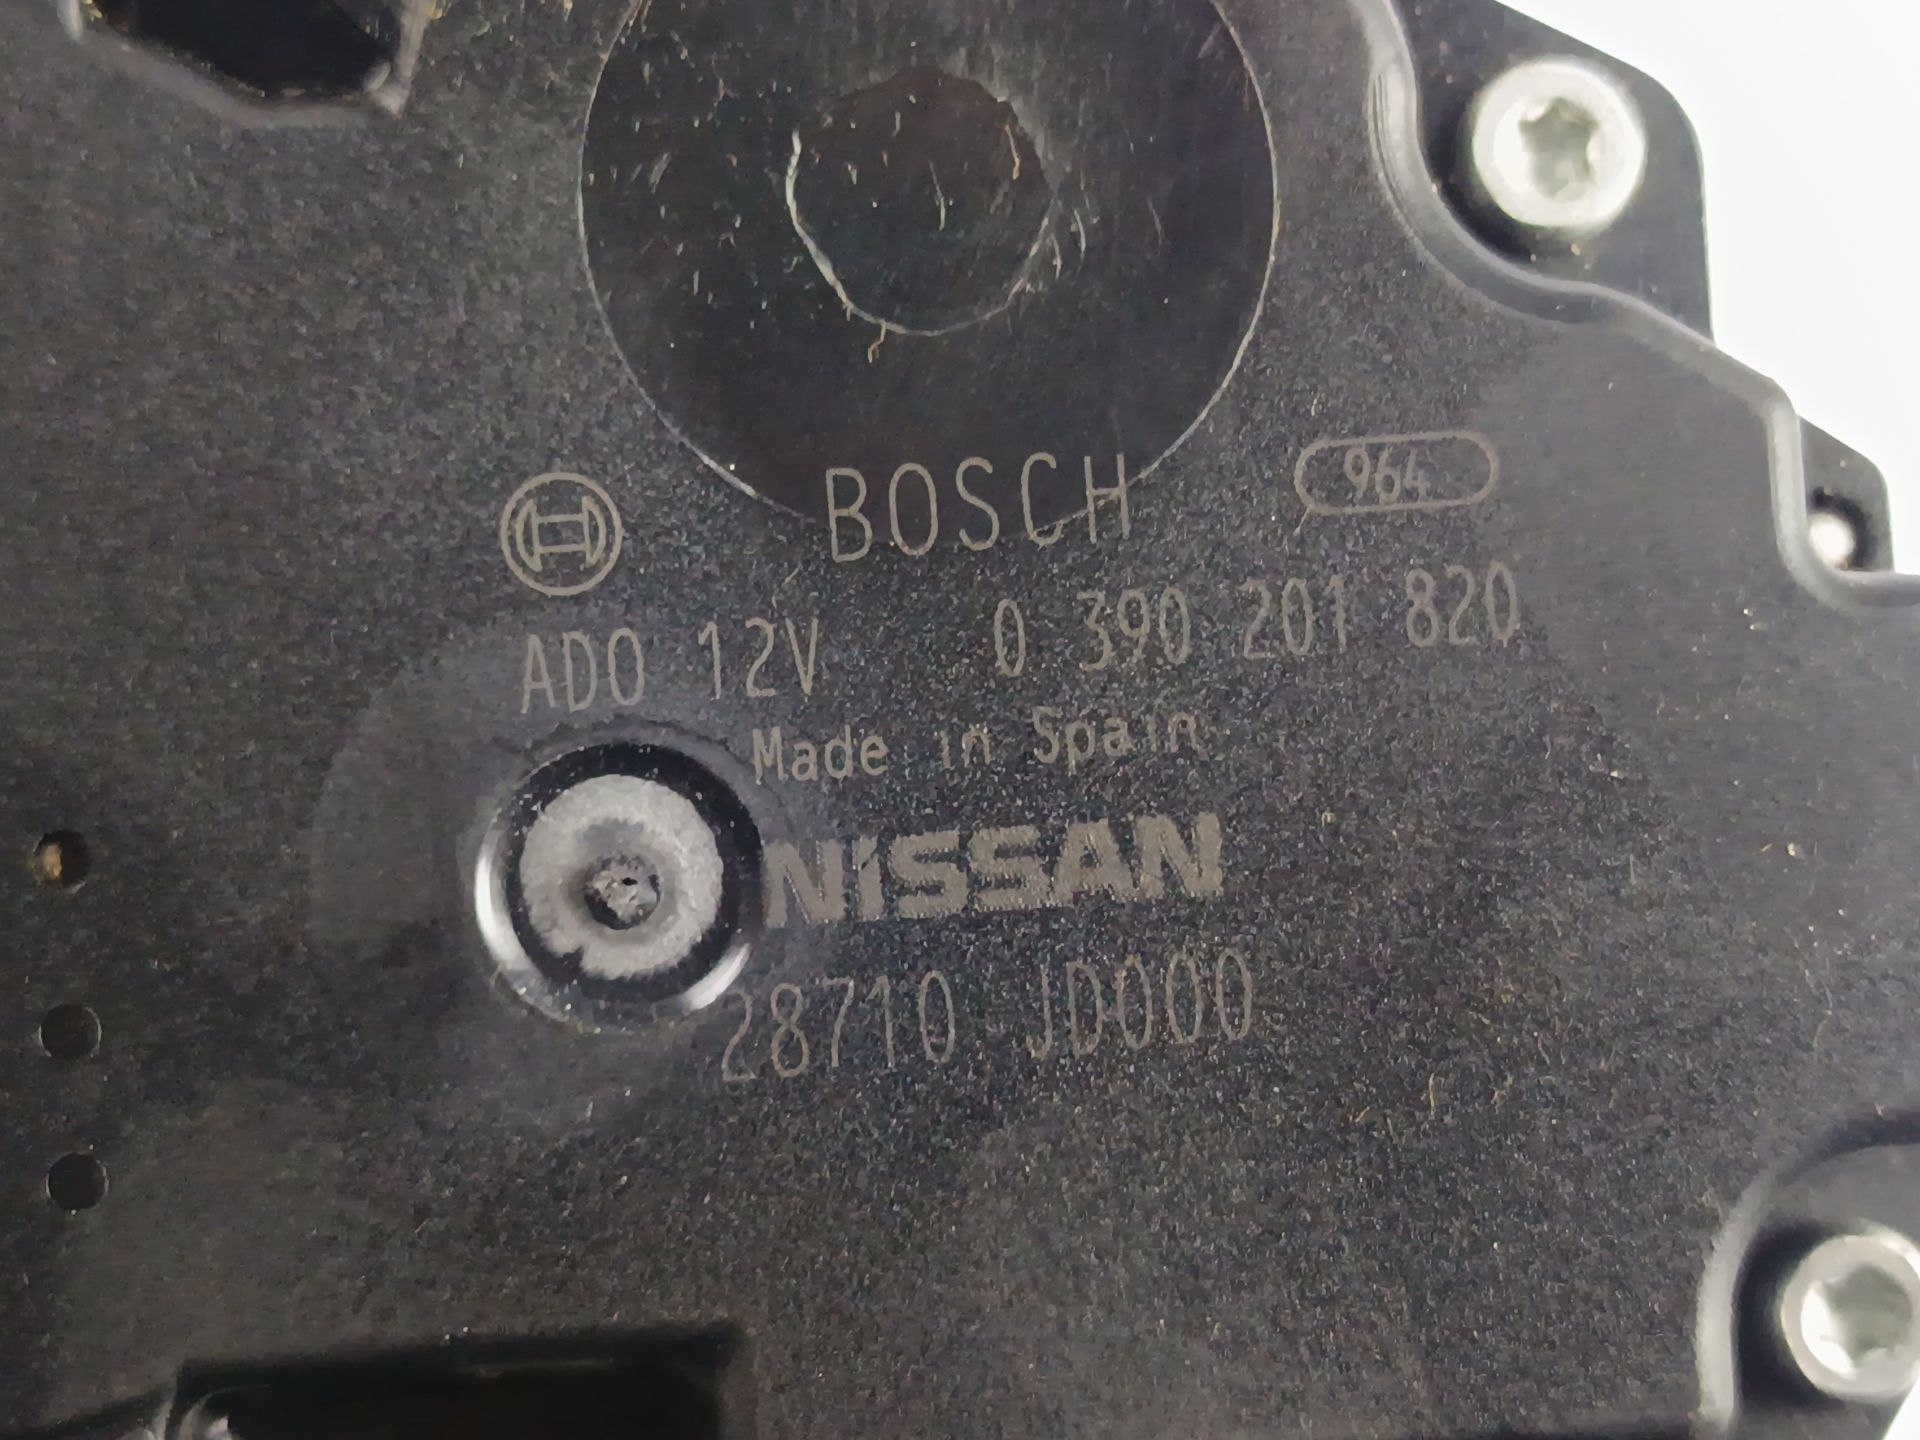 BOSCH 964
ADO 12V 0 390 201 820
Made in Spain
NISSAN
28710 JD000